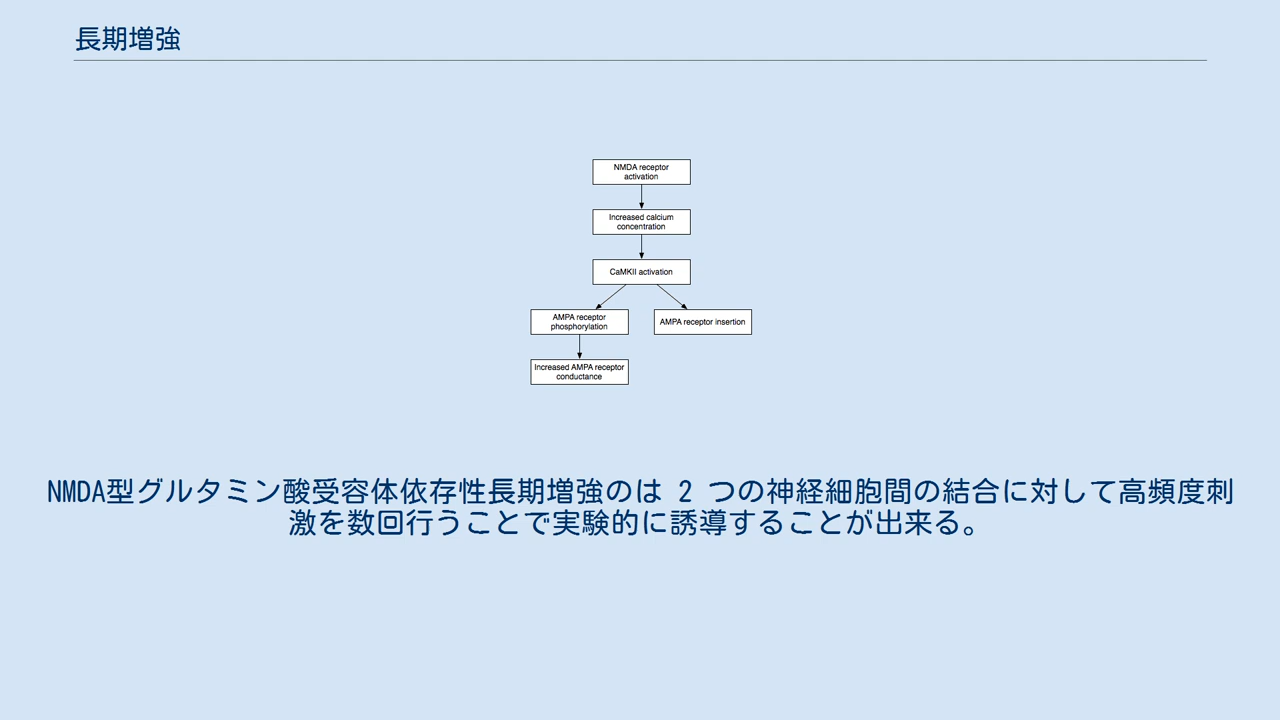 長期増強
NMDA receptor
activation
Increased calcium
concentration
CaMKII activation
AMPA receptor
phosphorylation
AMPA receptor insertion
Increased AMPA receptor
conductance
NMDA型グルタミン酸受容体依存性長期増強のは 2 つの神経細胞間の結合に対して高頻度刺
激を数回行うことで実験的に誘導することが出来る。